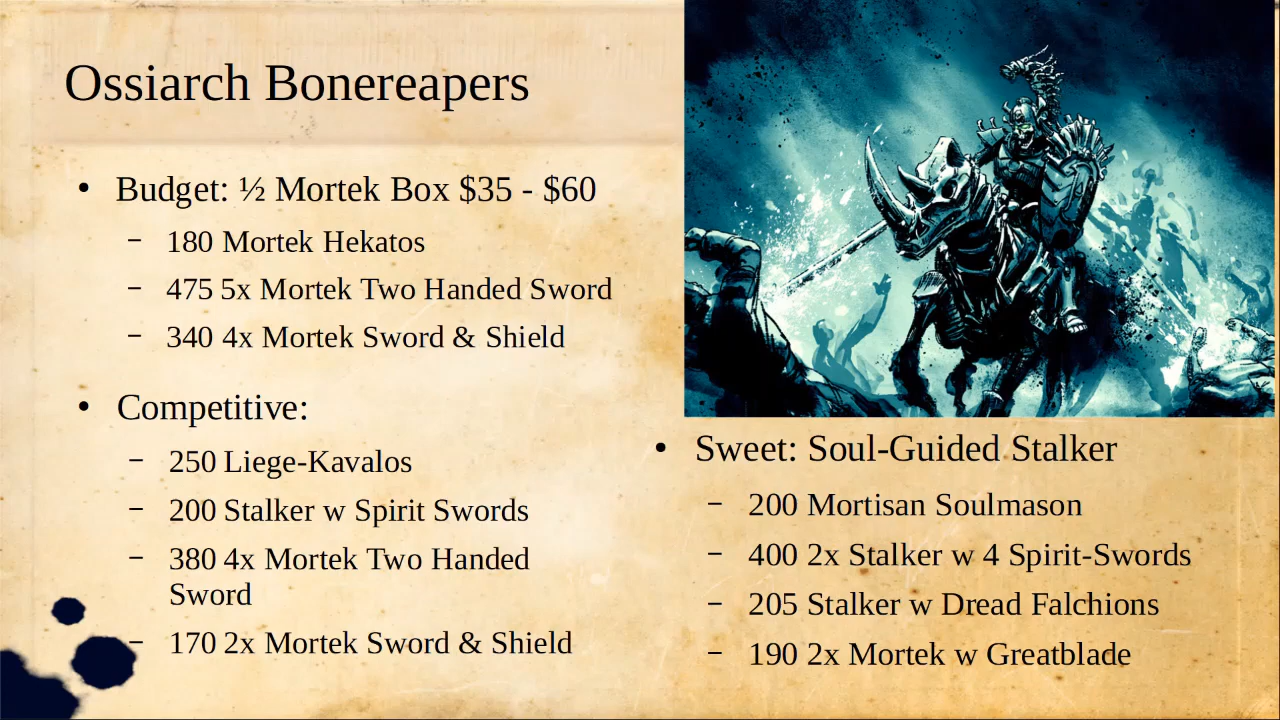 Ossiarch Bonereapers
• Budget: ½ Mortek Box $35 - $60
– 180 Mortek Hekatos
– 475 5x Mortek Two Handed Sword
– 340 4x Mortek Sword & Shield
• Competitive:
– 250 Liege-Kavalos
– 200 Stalker w Spirit Swords
– 380 4x Mortek Two Handed
Sword
– 170 2x Mortek Sword & Shield
• Sweet: Soul-Guided Stalker
– 200 Mortisan Soulmason
– 400 2x Stalker w 4 Spirit-Swords
– 205 Stalker w Dread Falchions
– 190 2x Mortek w Greatblade